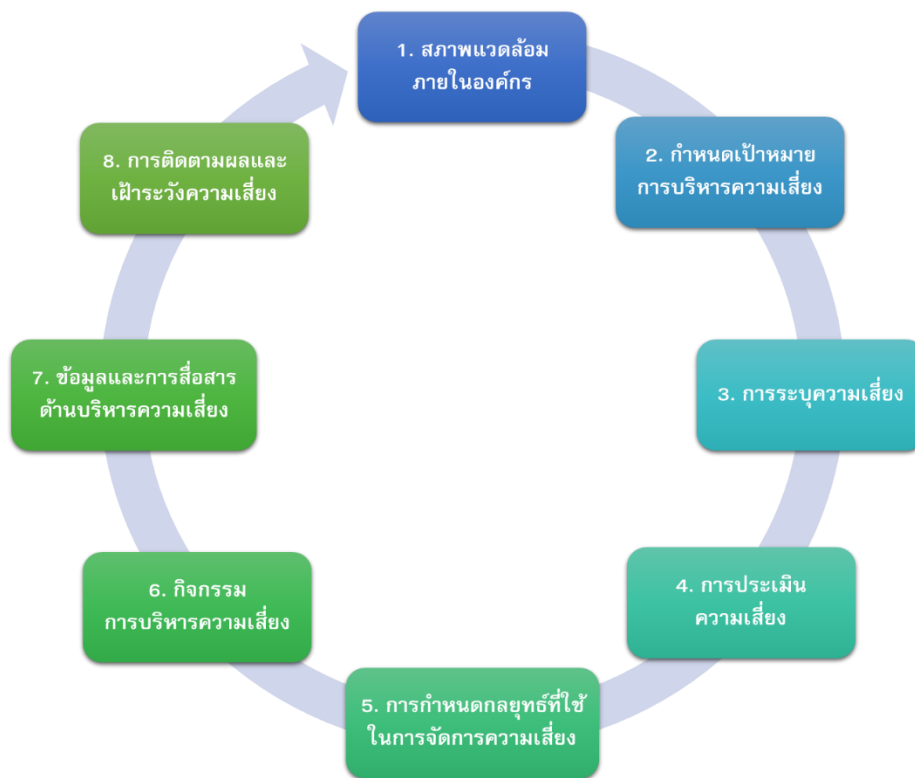 1. สภาพแวดล้อม
ภายในองค์กร
2. กำหนดเป้าหมาย
การบริหารความเสี่ยง
3. การระบุความเสี่ยง
4. การประเมิน
ความเสี่ยง
5. การกำหนดกลยุทธ์ที่ใช้
ในการจัดการความเสี่ยง
6. กิจกรรม
การบริหารความเสี่ยง
7. ข้อมูลและการสื่อสาร
ด้านบริหารความเสี่ยง
8. การติดตามผลและ
เฝ้าระวังความเสี่ยง